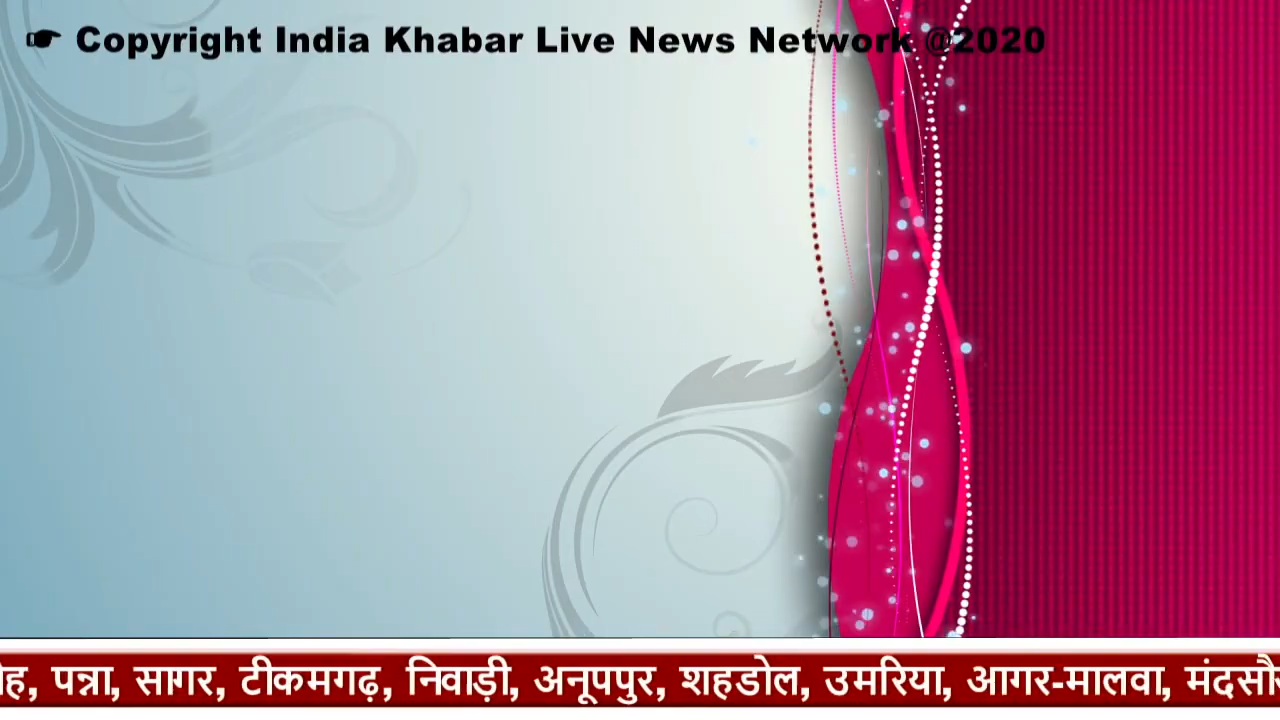 ☛ Copyright India Khabar Live News Network @2020
पन्ना, सागर, टीकमगढ़, निवाड़ी, अनूपपुर, शहडोल, उमरिया, आगर-मालवा,